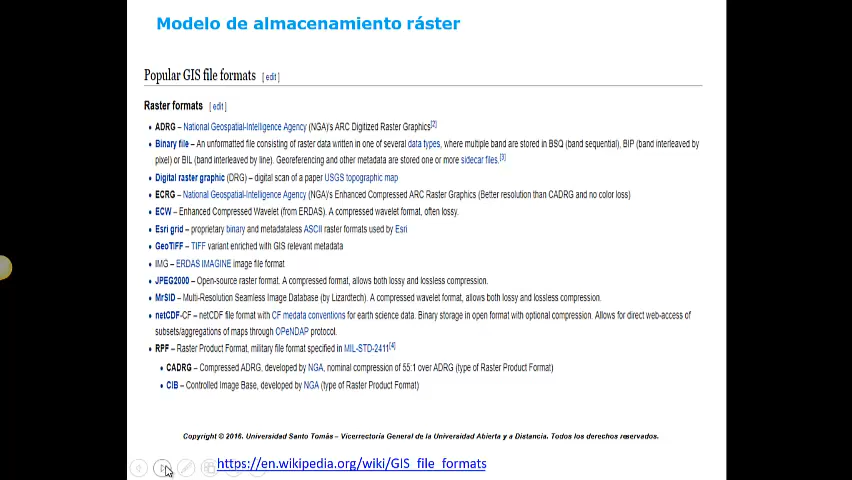 Modelo de almacenamiento ráster
Popular GIS file formats [ edit ]
Raster formats [ edit ]
• ADRG – National Geospatial-Intelligence Agency (NGA)'s ARC Digitized Raster Graphics[2]
• Binary file – An unformatted file consisting of raster data written in one of several data types, where multiple band are stored in BSQ (band sequential), BIP (band interleaved by
pixel) or BIL (band interleaved by line). Georeferencing and other metadata are stored one or more sidecar files.[3]
• Digital raster graphic (DRG) – digital scan of a paper USGS topographic map
• ECRG – National Geospatial-Intelligence Agency (NGA)'s Enhanced Compressed ARC Raster Graphics (Better resolution than CADRG and no color loss)
• ECW – Enhanced Compressed Wavelet (from ERDAS). A compressed wavelet format, often lossy.
• Esri grid – proprietary binary and metadataless ASCII raster formats used by Esri
• GeoTIFF – TIFF variant enriched with GIS relevant metadata
• IMG – ERDAS IMAGINE image file format
• JPEG2000 – Open-source raster format. A compressed format, allows both lossy and lossless compression.
• MrSID – Multi-Resolution Seamless Image Database (by Lizardtech). A compressed wavelet format, allows both lossy and lossless compression.
• netCDF-CF – netCDF file format with CF medata conventions for earth science data. Binary storage in open format with optional compression. Allows for direct web-access of
subsets/aggregations of maps through OPeNDAP protocol.
• RPF – Raster Product Format, military file format specified in MIL-STD-2411[4]
• CADRG – Compressed ADRG, developed by NGA, nominal compression of 55:1 over ADRG (type of Raster Product Format)
• CIB – Controlled Image Base, developed by NGA (type of Raster Product Format)
Copyright © 2016. Universidad Santo Tomás – Vicerrectoría General de la Universidad Abierta y a Distancia. Todos los derechos reservados.
https://en.wikipedia.org/wiki/GIS_file_formats